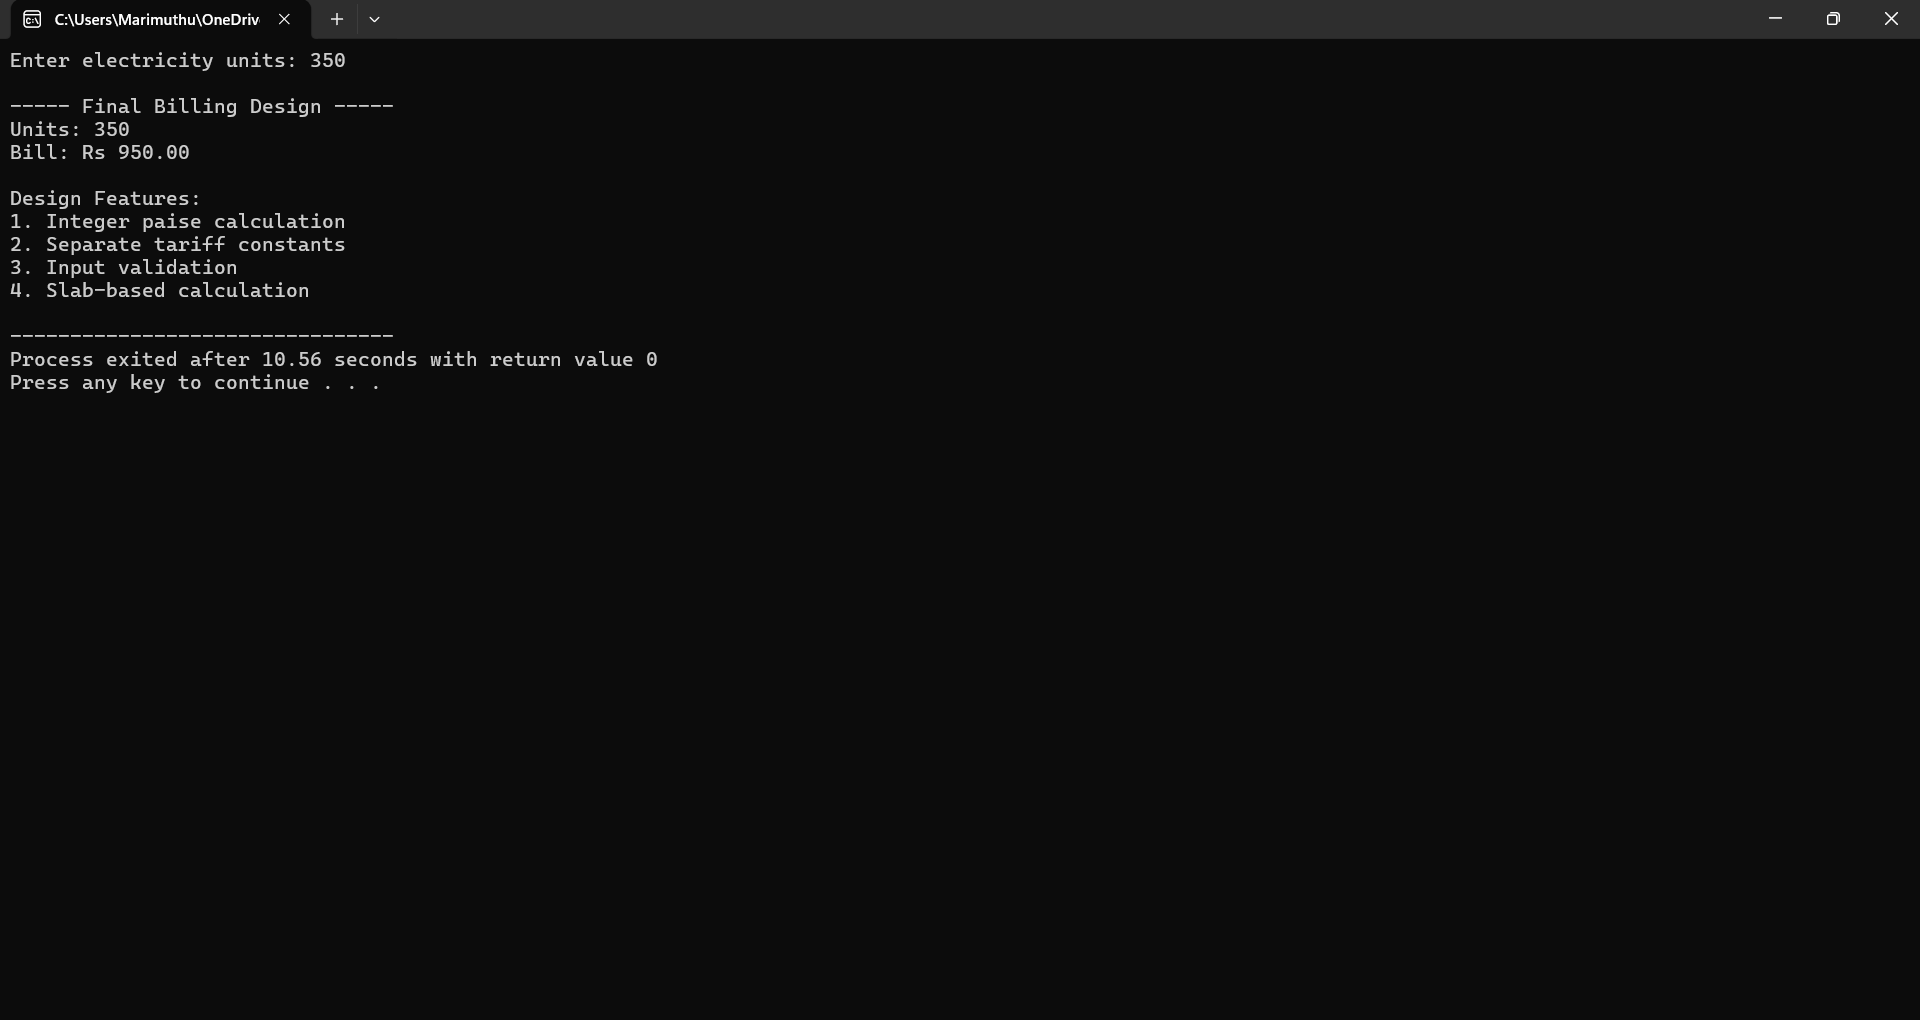 C:\Users\Marimuthu\OneDriv
Enter electricity units: 350
----- Final Billing Design -----
Units: 350
Bill: Rs 950.00
Design Features:
1. Integer paise calculation
2. Separate tariff constants
3. Input validation
4. Slab-based calculation
--------------------------------
Process exited after 10.56 seconds with return value 0
Press any key to continue . . .